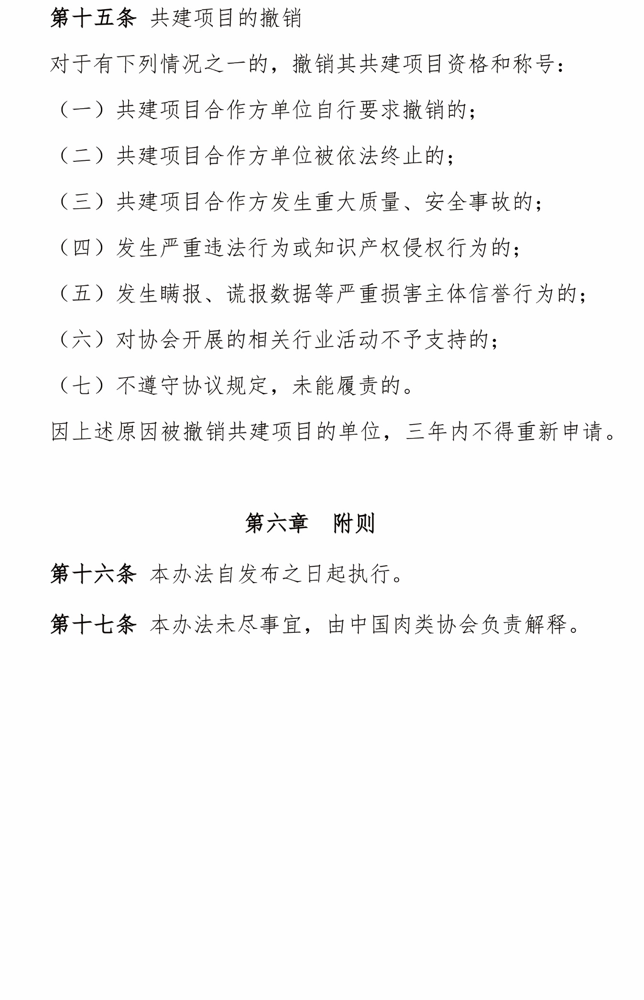 第十五条 共建项目的撤销
对于有下列情况之一的，撤销其共建项目资格和称号：
（一）共建项目合作方单位自行要求撤销的；
（二）共建项目合作方单位被依法终止的；
（三）共建项目合作方发生重大质量、安全事故的；
（四）发生严重违法行为或知识产权侵权行为的；
（五）发生瞒报、谎报数据等严重损害主体信誉行为的；
（六）对协会开展的相关行业活动不予支持的；
（七）不遵守协议规定，未能履责的。
因上述原因被撤销共建项目的单位，三年内不得重新申请。
第六章 附则
第十六条 本办法自发布之日起执行。
第十七条 本办法未尽事宜，由中国肉类协会负责解释。